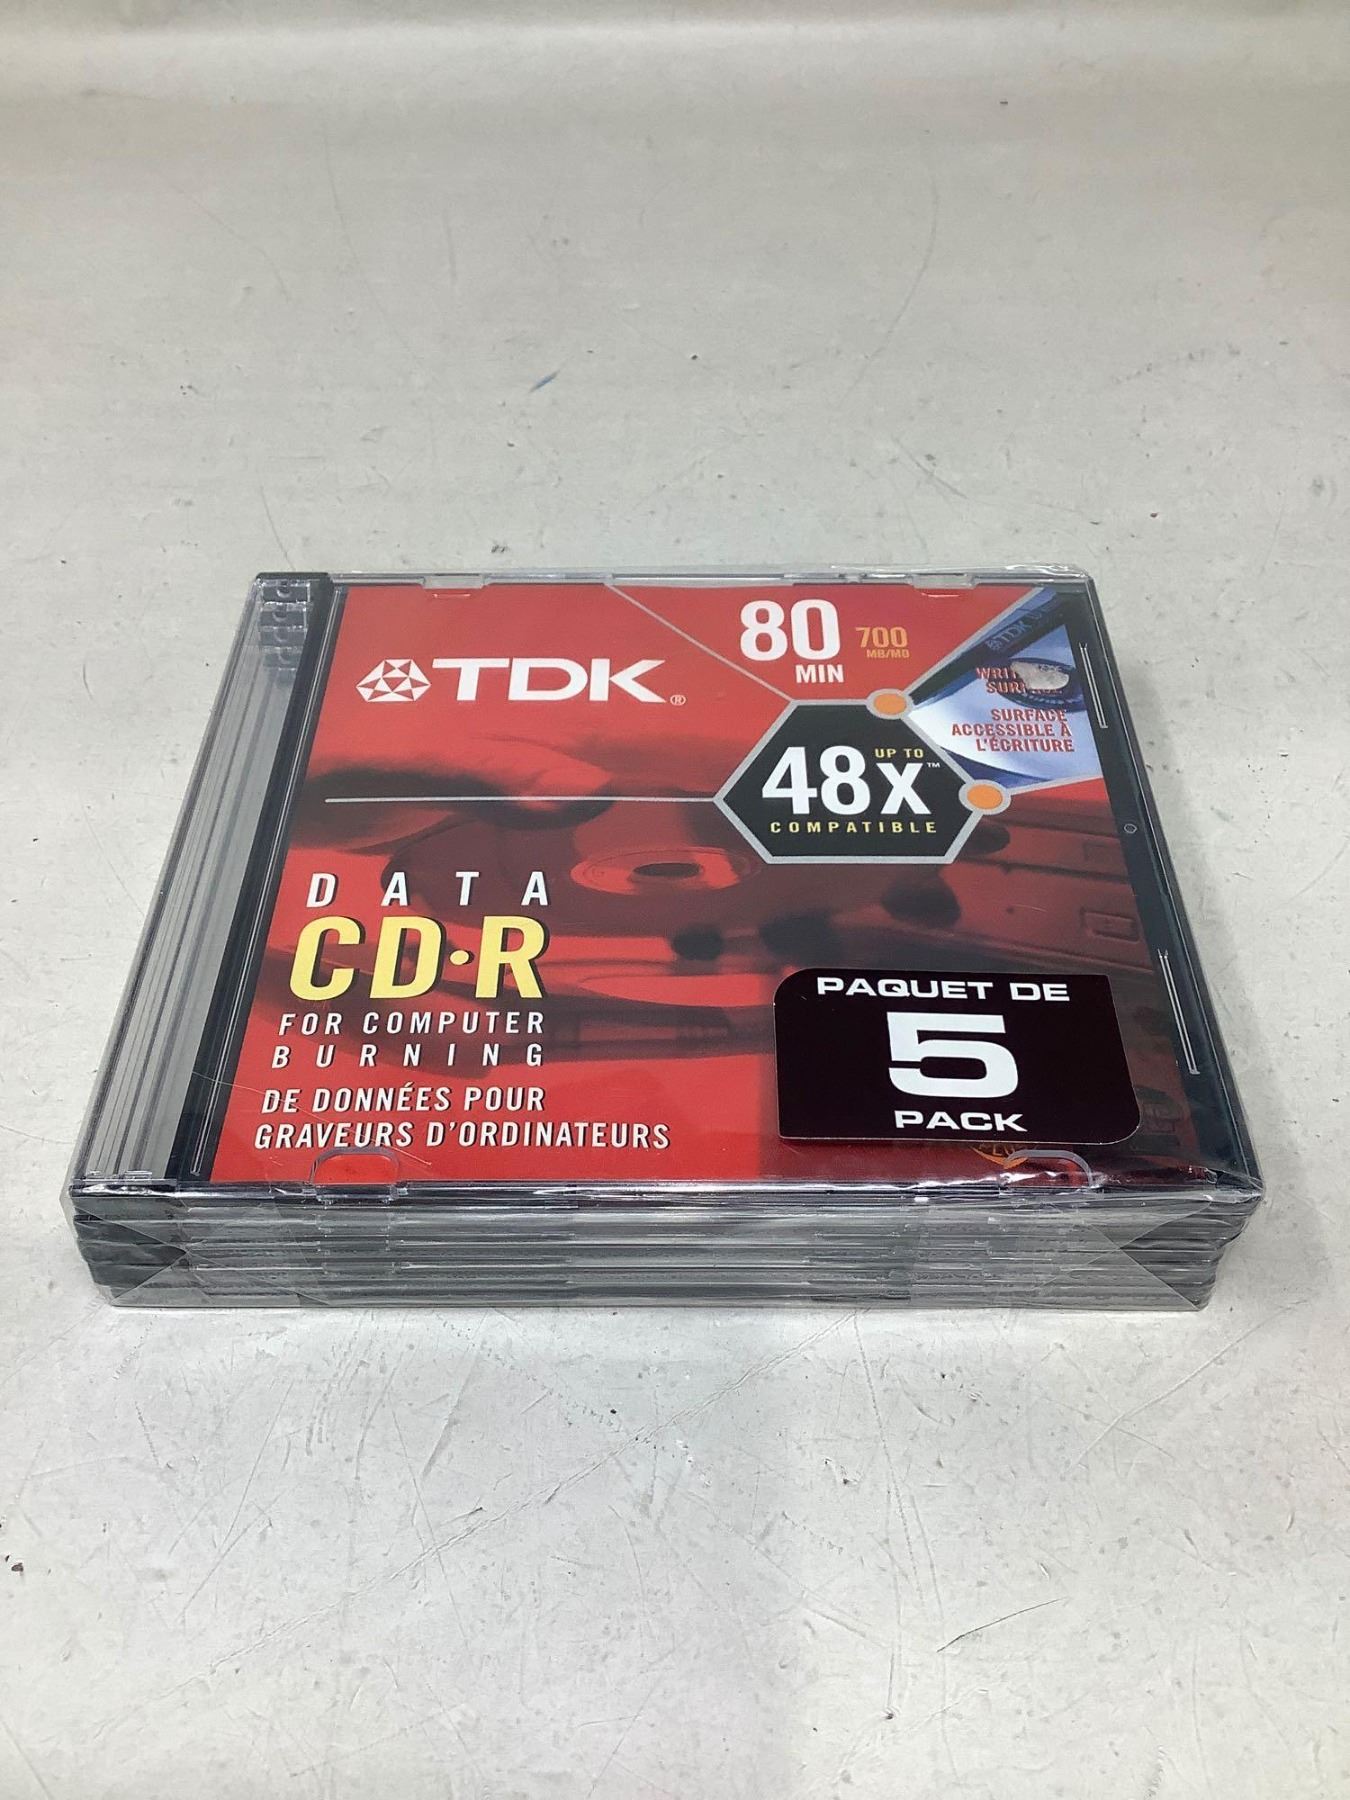 TDK®
80
MIN
700
MB/MO
SURFACE
ACCESSIBLE À
L'ÉCRITURE
UP TO
48X™
COMPATIBLE
DATA
CD·R
FOR COMPUTER
BURNING
DE DONNÉES POUR
GRAVEURS D'ORDINATEURS
PAQUET DE
5
PACK